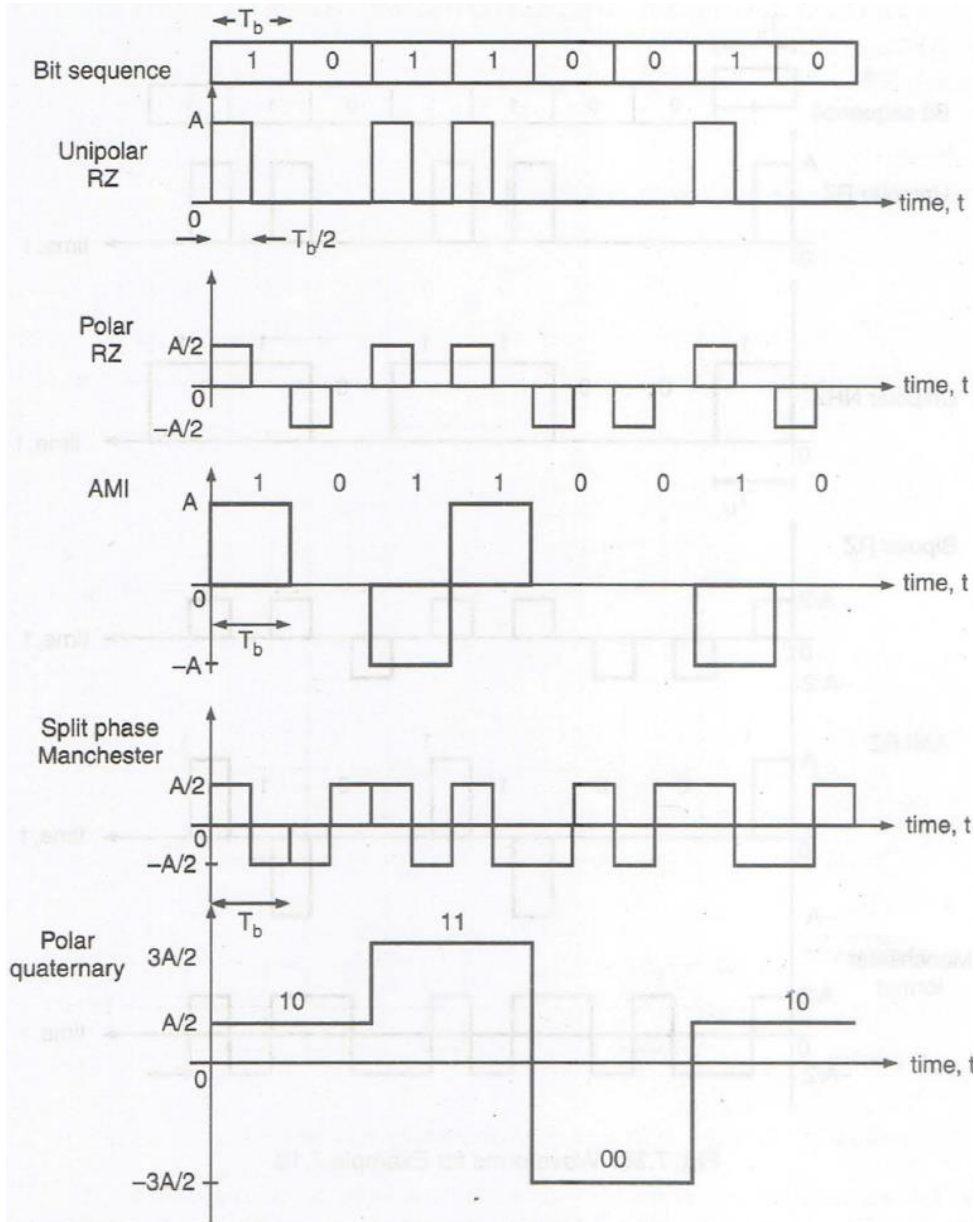 T_b
Bit sequence 1 0 1 1 0 0 1 0
A
Unipolar
RZ
0
time, t
T_b/2
Polar
RZ
A/2
0
time, t
–A/2
AMI
1 0 1 1 0 0 1 0
A
0
time, t
T_b
–A
Split phase
Manchester
A/2
0
time, t
–A/2
T_b
Polar
quaternary
11
3A/2
10
10
A/2
0
time, t
00
–3A/2